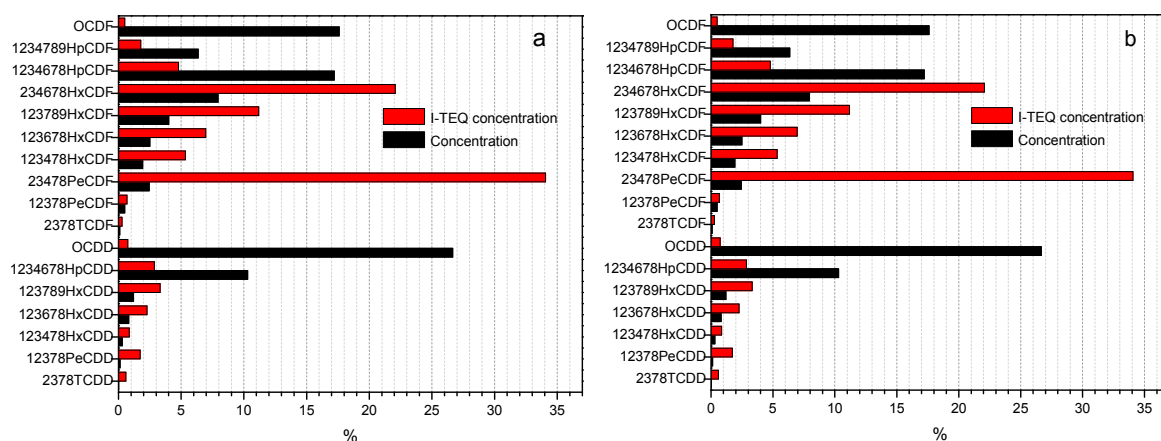 a
OCDF
1234789HpCDF
1234678HpCDF
234678HxCDF
123789HxCDF
123678HxCDF
123478HxCDF
23478PeCDF
12378PeCDF
2378TCDF
OCDD
1234678HpCDD
123789HxCDD
123678HxCDD
123478HxCDD
12378PeCDD
2378TCDD
I-TEQ concentration
Concentration
0 5 10 15 20 25 30 35
%
b
OCDF
1234789HpCDF
1234678HpCDF
234678HxCDF
123789HxCDF
123678HxCDF
123478HxCDF
23478PeCDF
12378PeCDF
2378TCDF
OCDD
1234678HpCDD
123789HxCDD
123678HxCDD
123478HxCDD
12378PeCDD
2378TCDD
I-TEQ concentration
Concentration
0 5 10 15 20 25 30 35
%